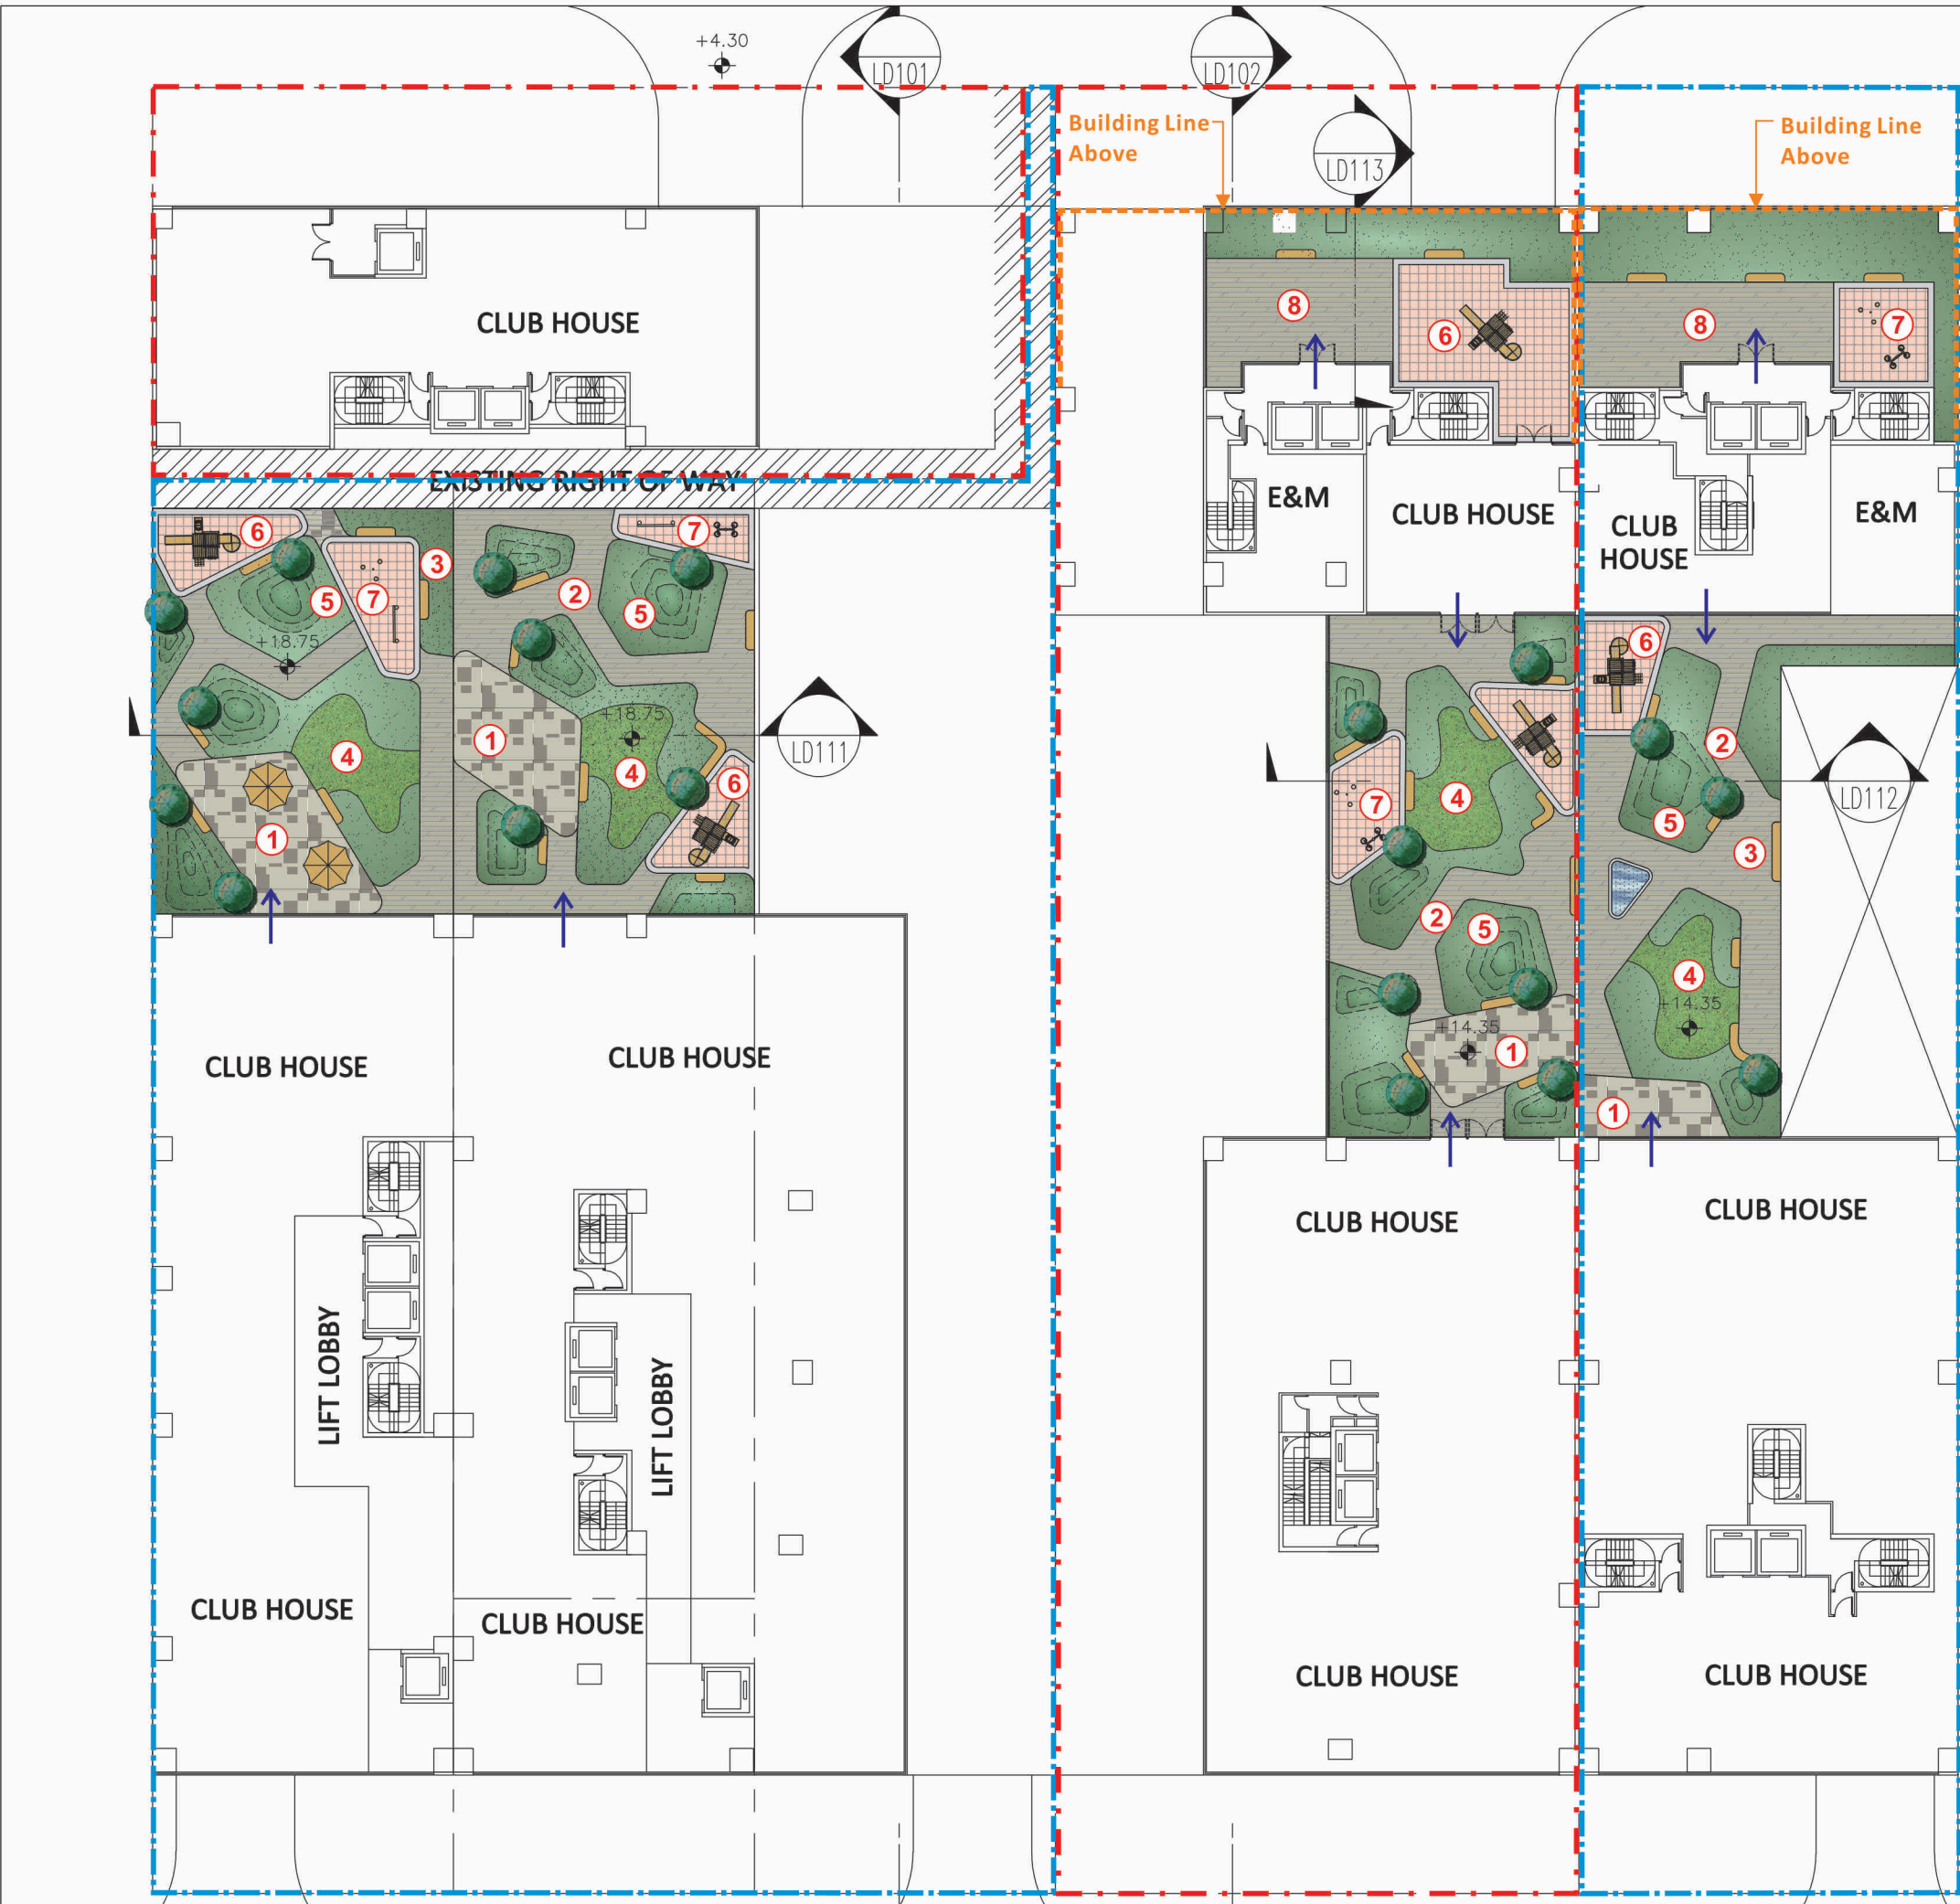 +4.30
LD101
LD102
LD113
Building Line
Above
Building Line
Above
CLUB HOUSE
8
6
8
7
EXISTING RIGHT OF WAY
E&M
CLUB HOUSE
CLUB
HOUSE
E&M
6
7
3
2
5
7
5
+18.75
6
2
4
1
+18.75
4
6
1
LD111
7
4
5
3
LD112
2
5
4
+14.35
+14.35
1
1
CLUB HOUSE
CLUB HOUSE
CLUB HOUSE
CLUB HOUSE
LIFT LOBBY
LIFT LOBBY
CLUB HOUSE
CLUB HOUSE
CLUB HOUSE
CLUB HOUSE